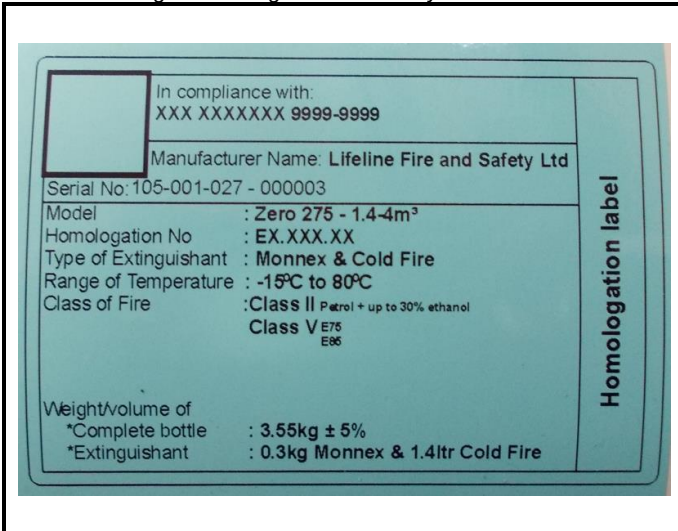 In compliance with:
XXX XXXXXXX 9999-9999
Manufacturer Name: Lifeline Fire and Safety Ltd
Serial No: 105-001-027 - 000003
Model : Zero 275 - 1.4-4m³
Homologation No : EX.XXX.XX
Type of Extinguishant : Monnex & Cold Fire
Range of Temperature : -15ºC to 80ºC
Class of Fire :Class II Petrol + up to 30% ethanol
Class V E75
E85
Weight/volume of
*Complete bottle : 3.55kg ± 5%
*Extinguishant : 0.3kg Monnex & 1.4ltr Cold Fire
Homologation label